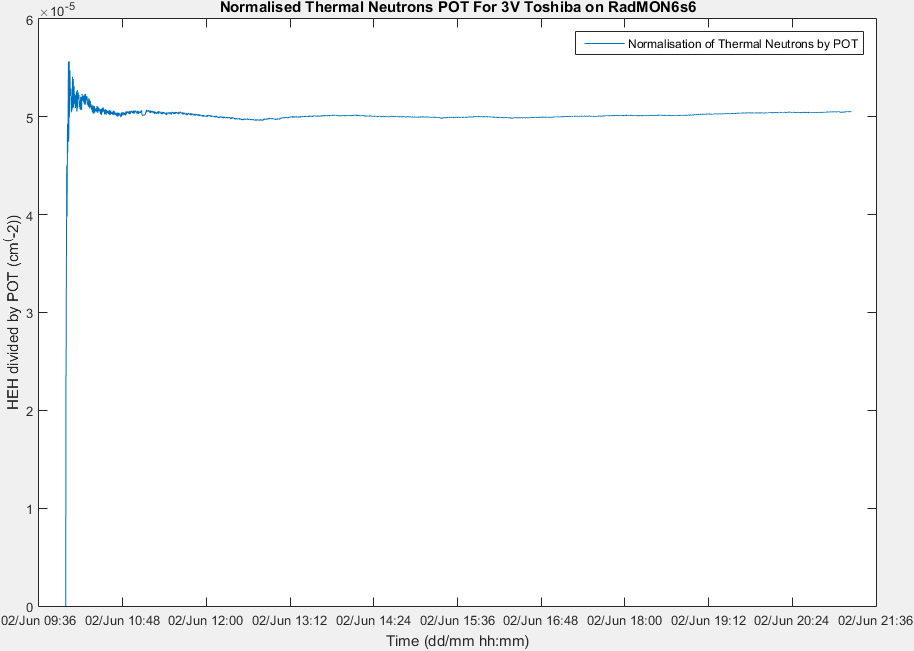 Normalised Thermal Neutrons POT For 3V Toshiba on RadMON6s6
×10-5
Normalisation of Thermal Neutrons by POT
HEH divided by POT (cm(-2))
6
5
4
3
2
1
0
02/Jun 09:36 02/Jun 10:48 02/Jun 12:00 02/Jun 13:12 02/Jun 14:24 02/Jun 15:36 02/Jun 16:48 02/Jun 18:00 02/Jun 19:12 02/Jun 20:24 02/Jun 21:36
Time (dd/mm hh:mm)